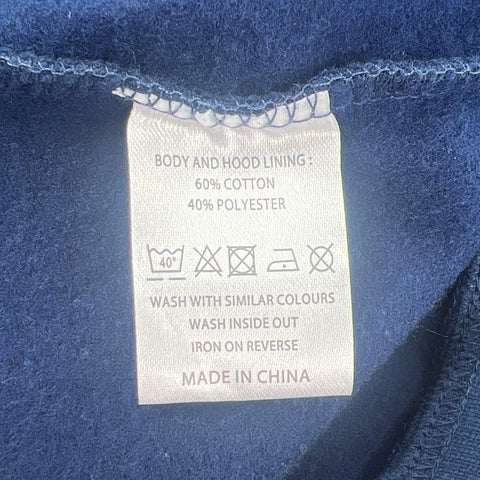 BODY AND HOOD LINING :
60% COTTON
40% POLYESTER
40°
WASH WITH SIMILAR COLOURS
WASH INSIDE OUT
IRON ON REVERSE
MADE IN CHINA